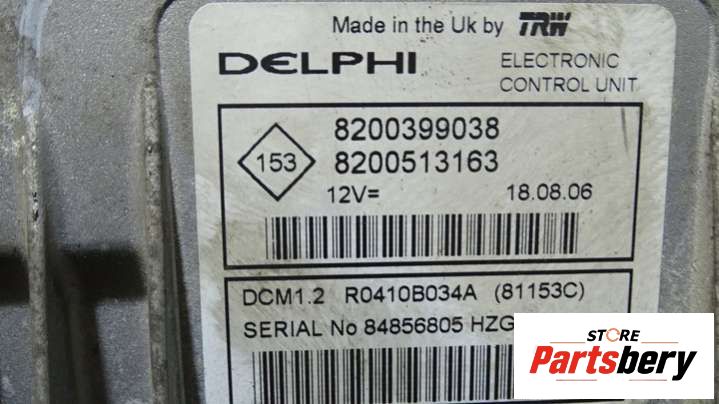 Made in the Uk by TRW
DELPHI
ELECTRONIC
CONTROL UNIT
8200399038
153
8200513163
12V= 18.08.06
DCM1.2 R0410B034A (81153C)
SERIAL No 84856805
STORE
Partsbery